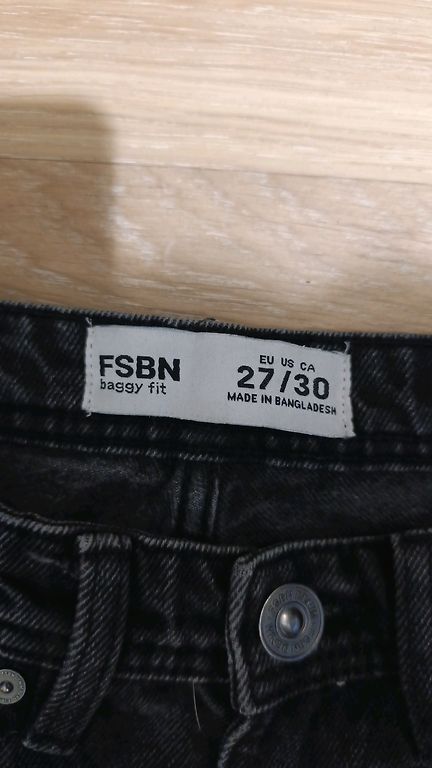 FSBN
baggy fit
EU US CA
27/30
MADE IN BANGLADESH